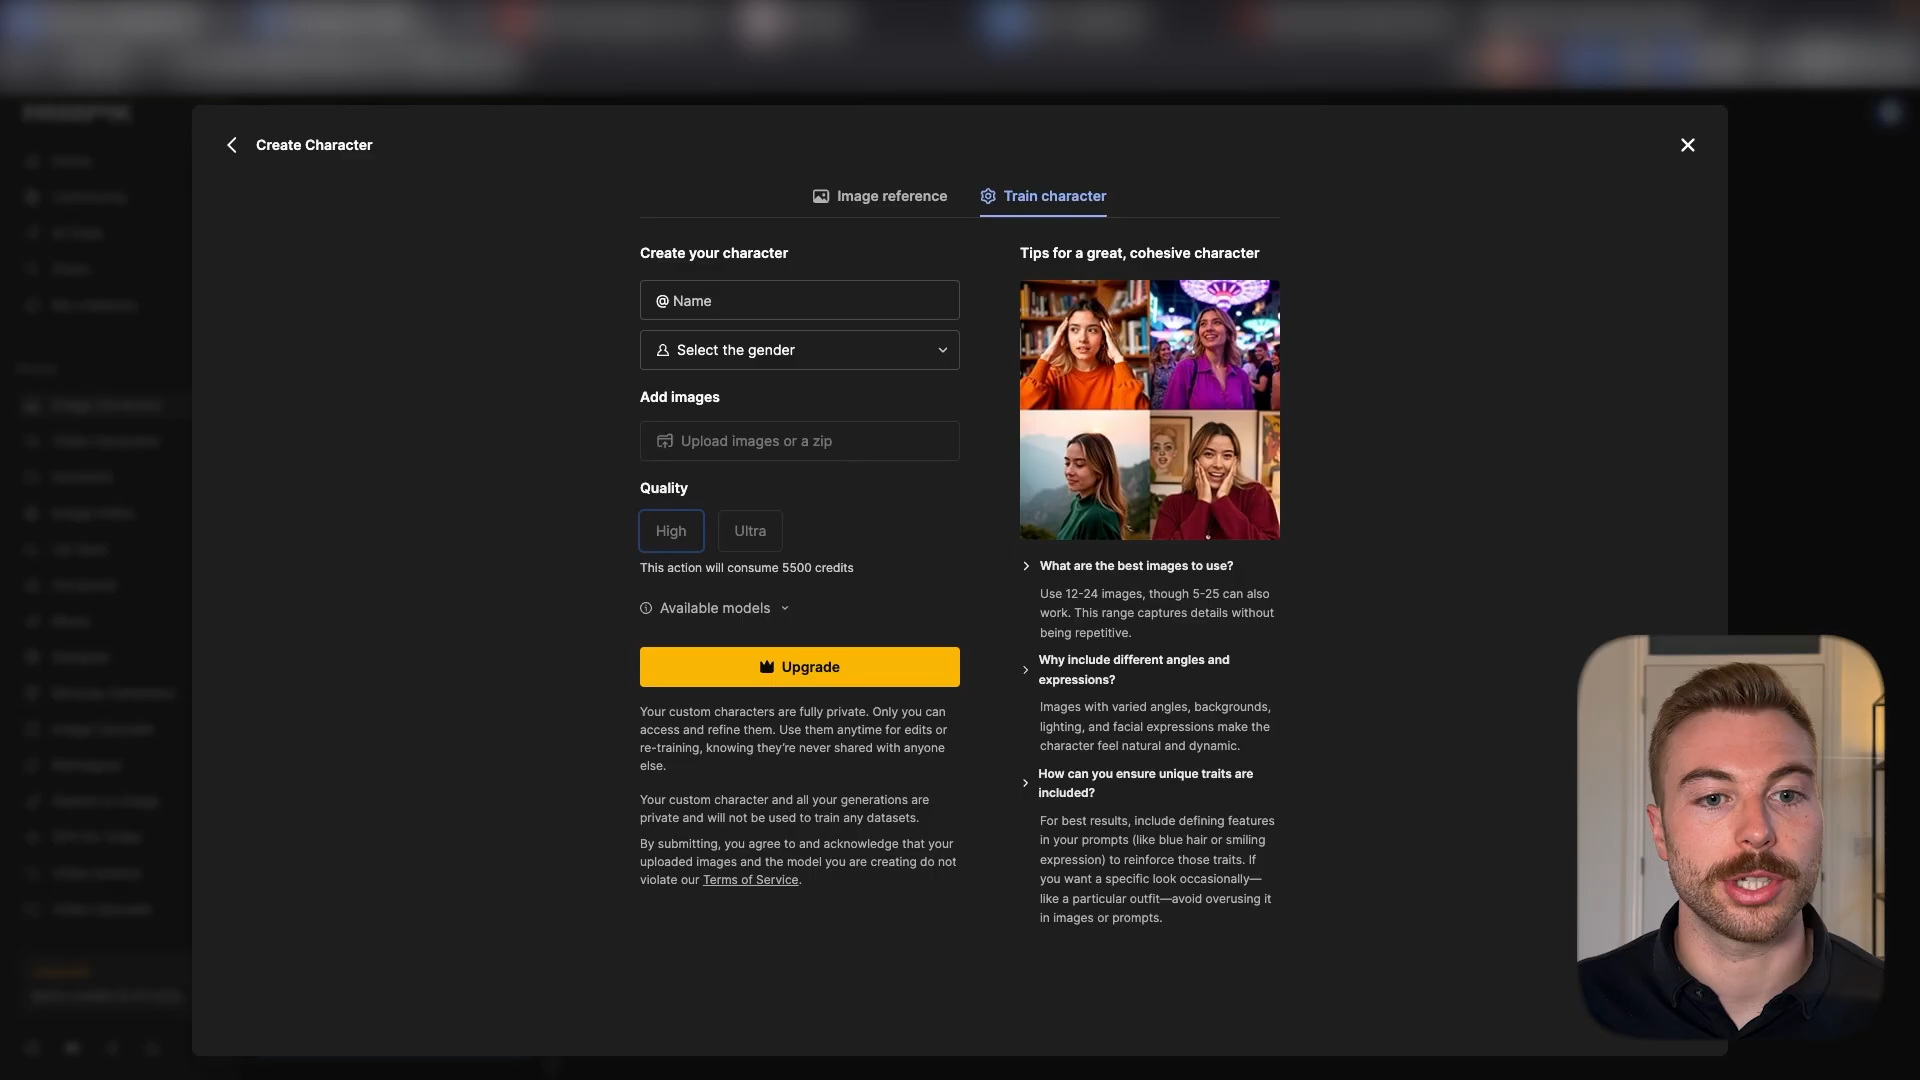 Create Character
Image reference
Train character
Create your character
@ Name
Select the gender
Add images
Upload images or a zip
Quality
High
Ultra
This action will consume 5500 credits
Available models
Upgrade
Your custom characters are fully private. Only you can
access and refine them. Use them anytime for edits or
re-training, knowing they're never shared with anyone
else.
Your custom character and all your generations are
private and will not be used to train any datasets.
By submitting, you agree to and acknowledge that your
uploaded images and the model you are creating do not
violate our Terms of Service.
Tips for a great, cohesive character
What are the best images to use?
Use 12-24 images, though 5-25 can also
work. This range captures details without
being repetitive.
Why include different angles and
expressions?
Images with varied angles, backgrounds,
lighting, and facial expressions make the
character feel natural and dynamic.
How can you ensure unique traits are
included?
For best results, include defining features
in your prompts (like blue hair or smiling
expression) to reinforce those traits. If
you want a specific look occasionally—
like a particular outfit—avoid overusing it
in images or prompts.